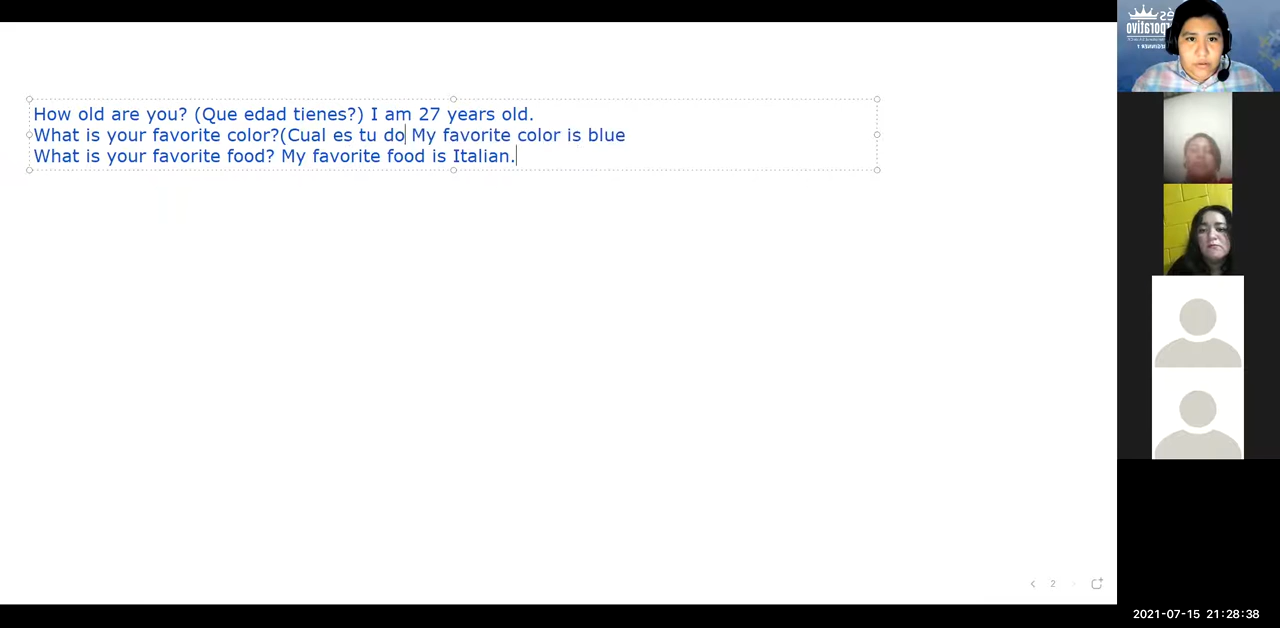 How old are you? (Que edad tienes?) I am 27 years old.
What is your favorite color?(Cual es tu do My favorite color is blue
What is your favorite food? My favorite food is Italian.
2
2021-07-15 21:28:38